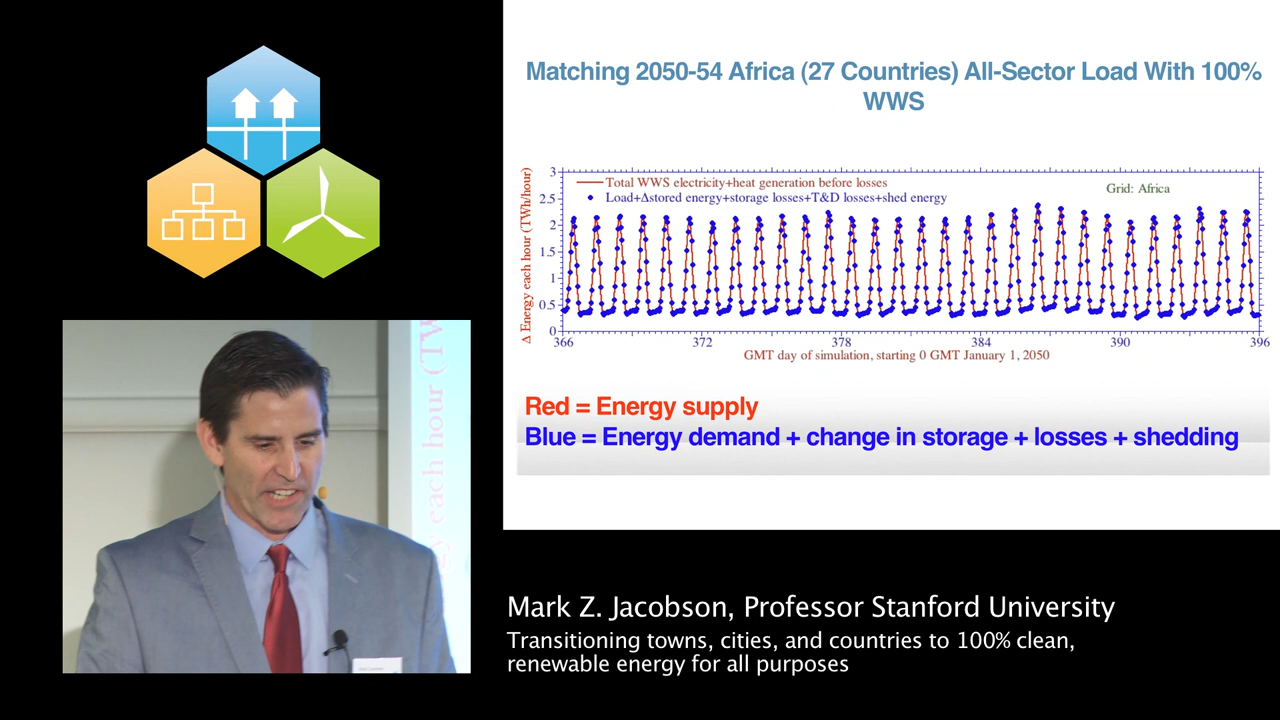 Matching 2050-54 Africa (27 Countries) All-Sector Load With 100%
WWS
Δ Energy each hour (TWh/hour)
3
2.5
2
1.5
1
0.5
0
Total WWS electricity+heat generation before losses
Load+Δstored energy+storage losses+T&D losses+shed energy
Grid: Africa
366 372 378 384 390 396
GMT day of simulation, starting 0 GMT January 1, 2050
Red = Energy supply
Blue = Energy demand + change in storage + losses + shedding
gy each hour (TW
Mark Z. Jacobson, Professor Stanford University
Transitioning towns, cities, and countries to 100% clean,
renewable energy for all purposes